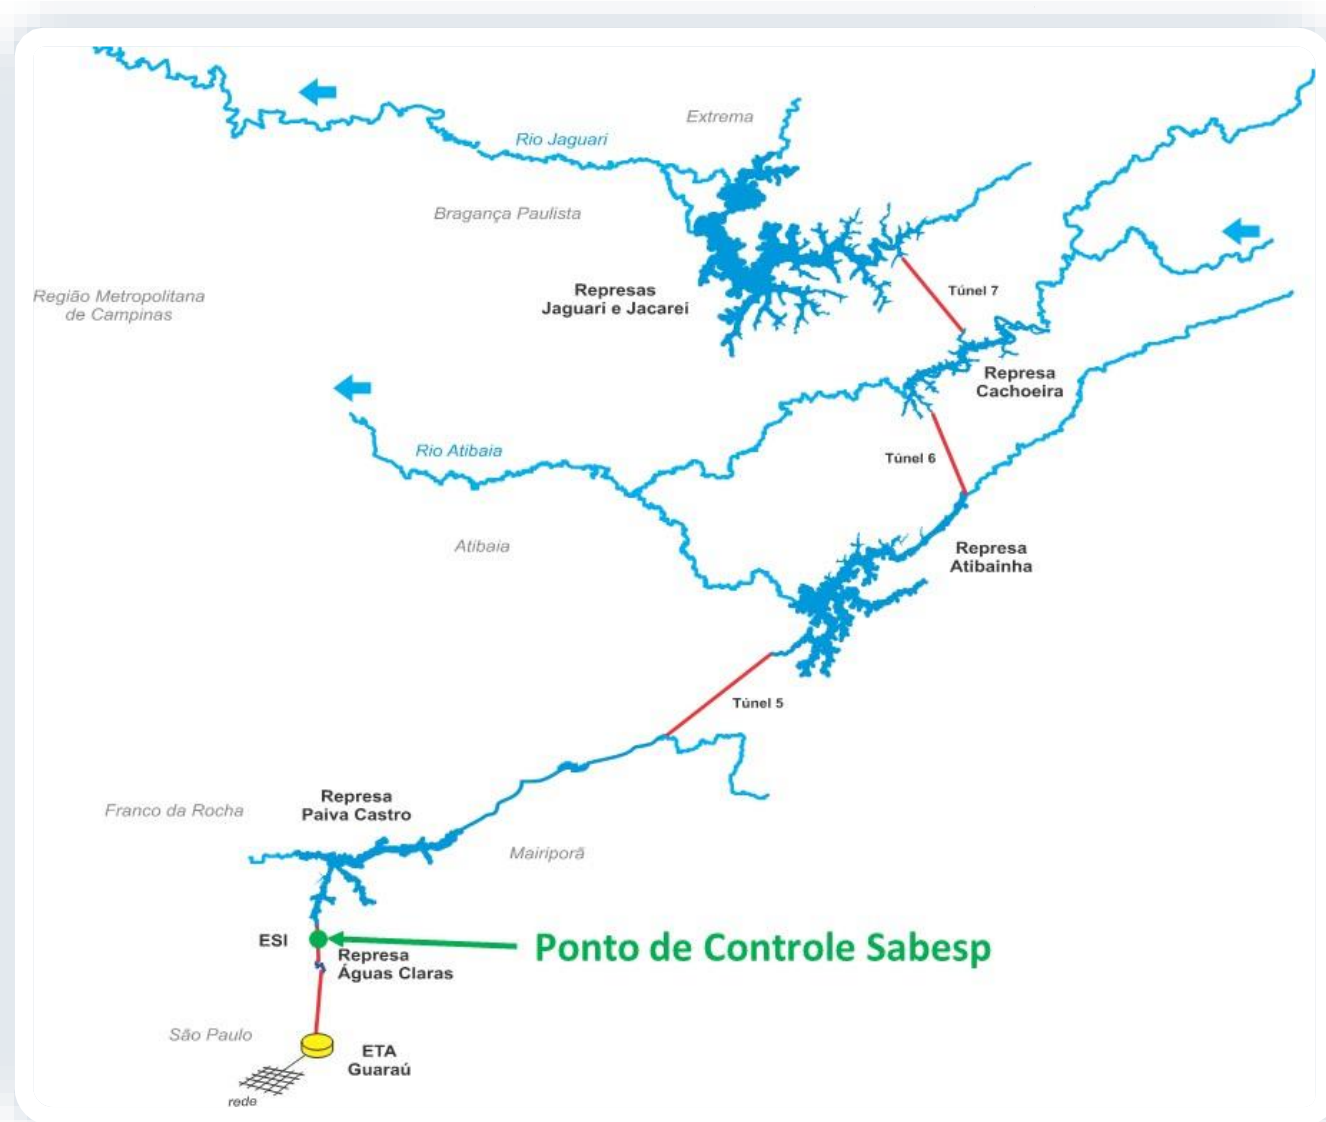 Extrema
Rio Jaguari
Bragança Paulista
Represas
Jaguari e Jacareí
Túnel 7
Região Metropolitana
de Campinas
Represa
Cachoeira
Túnel 6
Rio Atibaia
Atibaia
Represa
Atibainha
Túnel 5
Franco da Rocha
Represa
Paiva Castro
Mairiporã
ESI
Ponto de Controle Sabesp
Represa
Águas Claras
São Paulo
ETA
Guaraú
rede